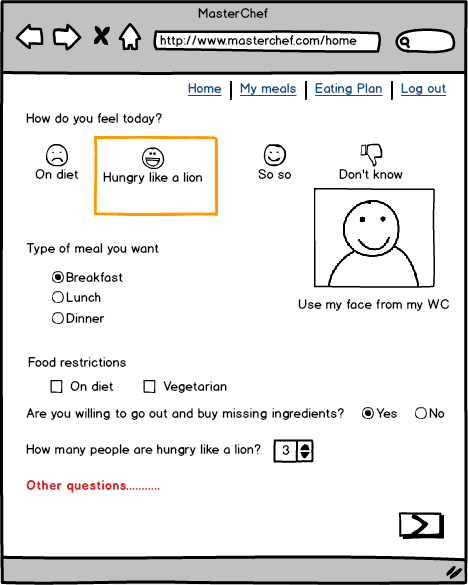 MasterChef
http://www.masterchef.com/home
Home My meals Eating Plan Log out
How do you feel today?
On diet Hungry like a lion So so Don't know
Type of meal you want
Breakfast
Lunch
Dinner
Use my face from my WC
Food restrictions
On diet Vegetarian
Are you willing to go out and buy missing ingredients? Yes No
How many people are hungry like a lion? 3
Other questions...........